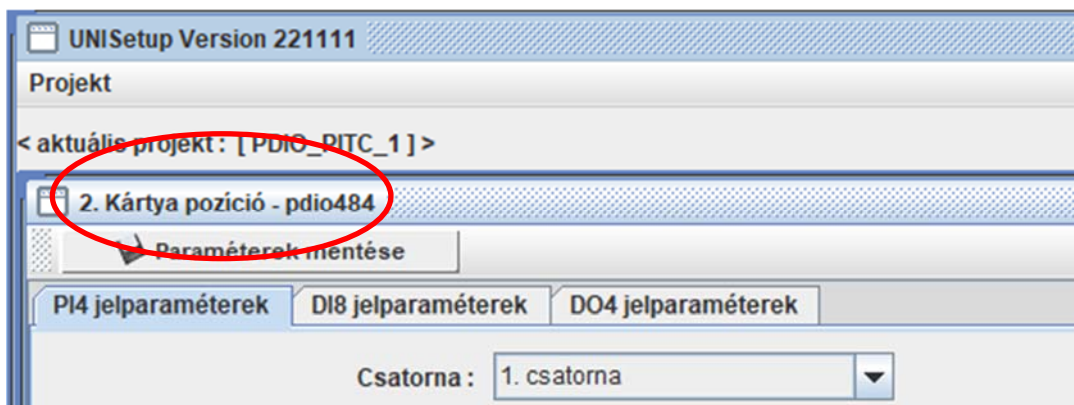 UNISetup Version 221111
Projekt
< aktuális projekt : [ PDIO_PITC_1 ] >
2. Kártya pozíció - pdio484
Paraméterek mentése
PI4 jelparaméterek DI8 jelparaméterek DO4 jelparaméterek
Csatorna : 1. csatorna